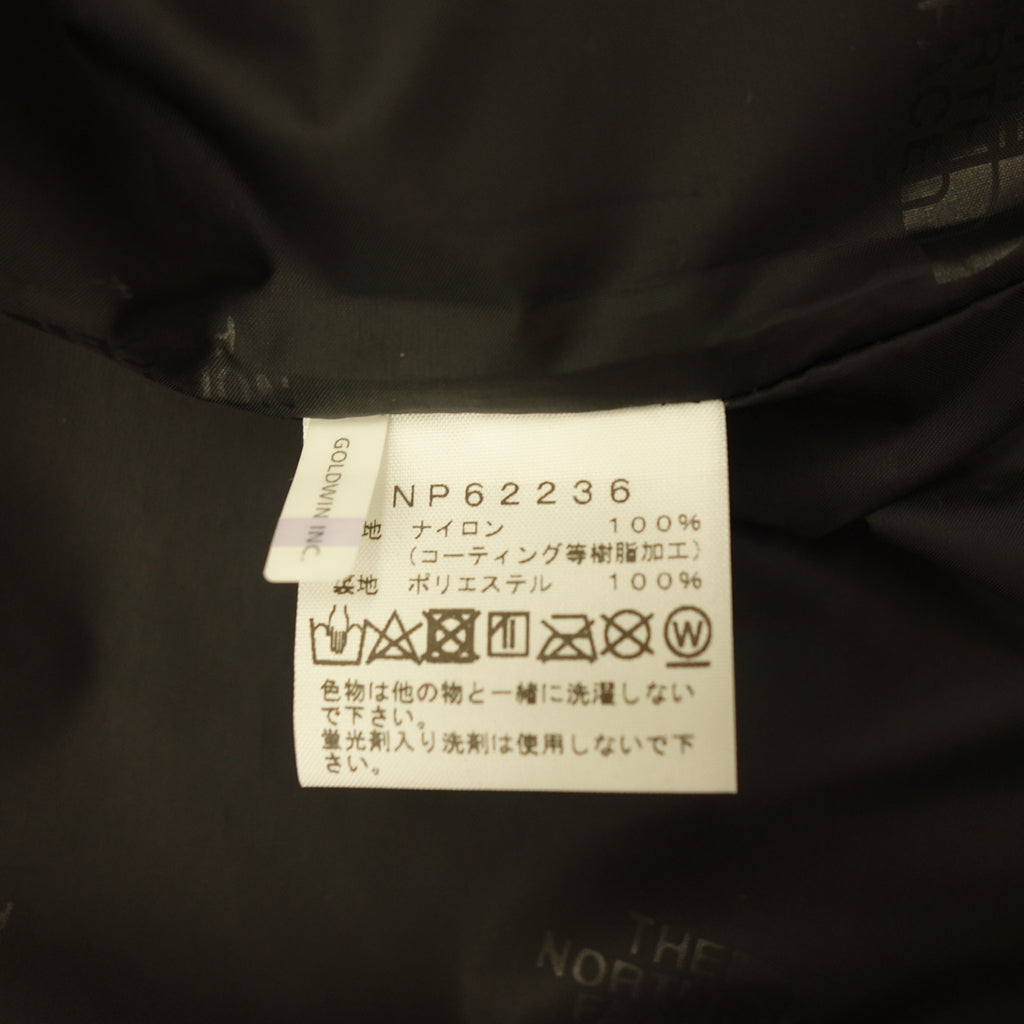 GOLDWIN INC.
NP62236
地 ナイロン 100%
(コーティング等樹脂加工)
裏地 ポリエステル 100%
W
色物は他の物と一緒に洗濯しない
で下さい。
蛍光剤入り洗剤は使用しないで下
さい。
THE
NORTH